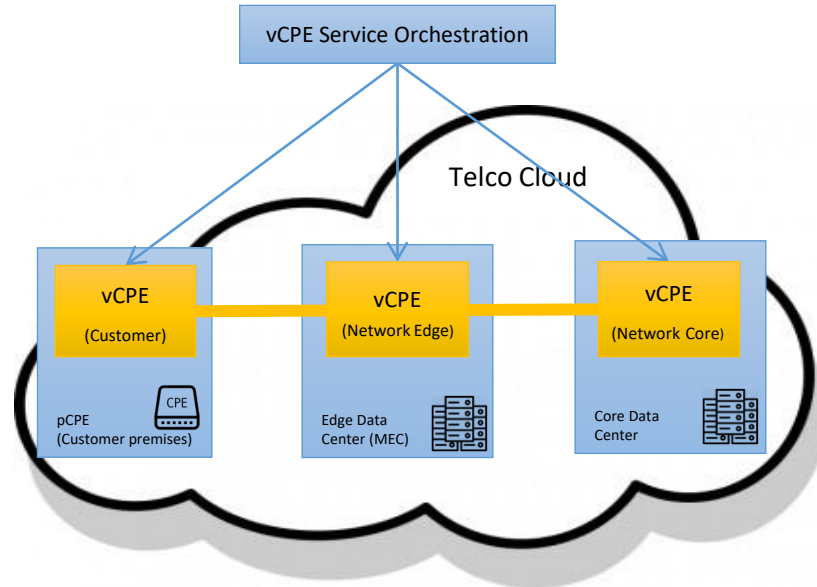 vCPE Service Orchestration
Telco Cloud
vCPE
(Customer)
CPE
pCPE
(Customer premises)
vCPE
(Network Edge)
Edge Data
Center (MEC)
vCPE
(Network Core)
Core Data
Center